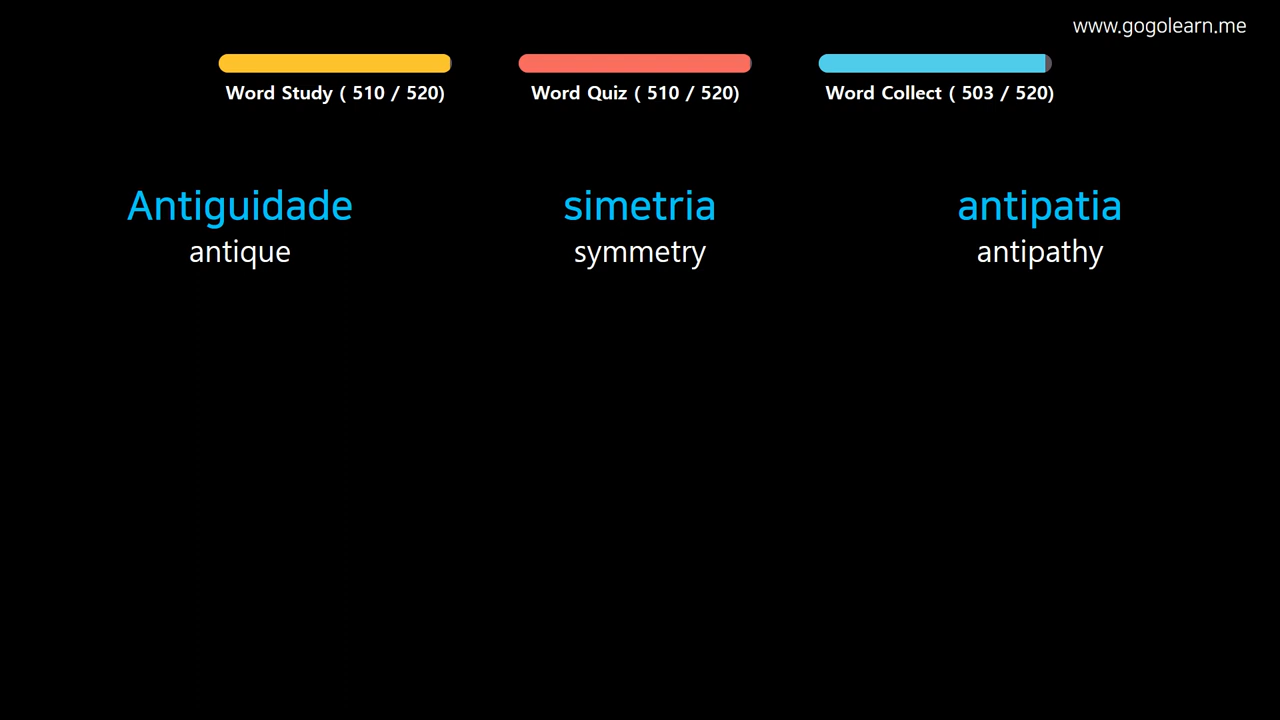 www.gogolearn.me
Word Study ( 510 / 520)
Word Quiz ( 510 / 520)
Word Collect ( 503 / 520)
Antiguidade
antique
simetria
symmetry
antipatia
antipathy